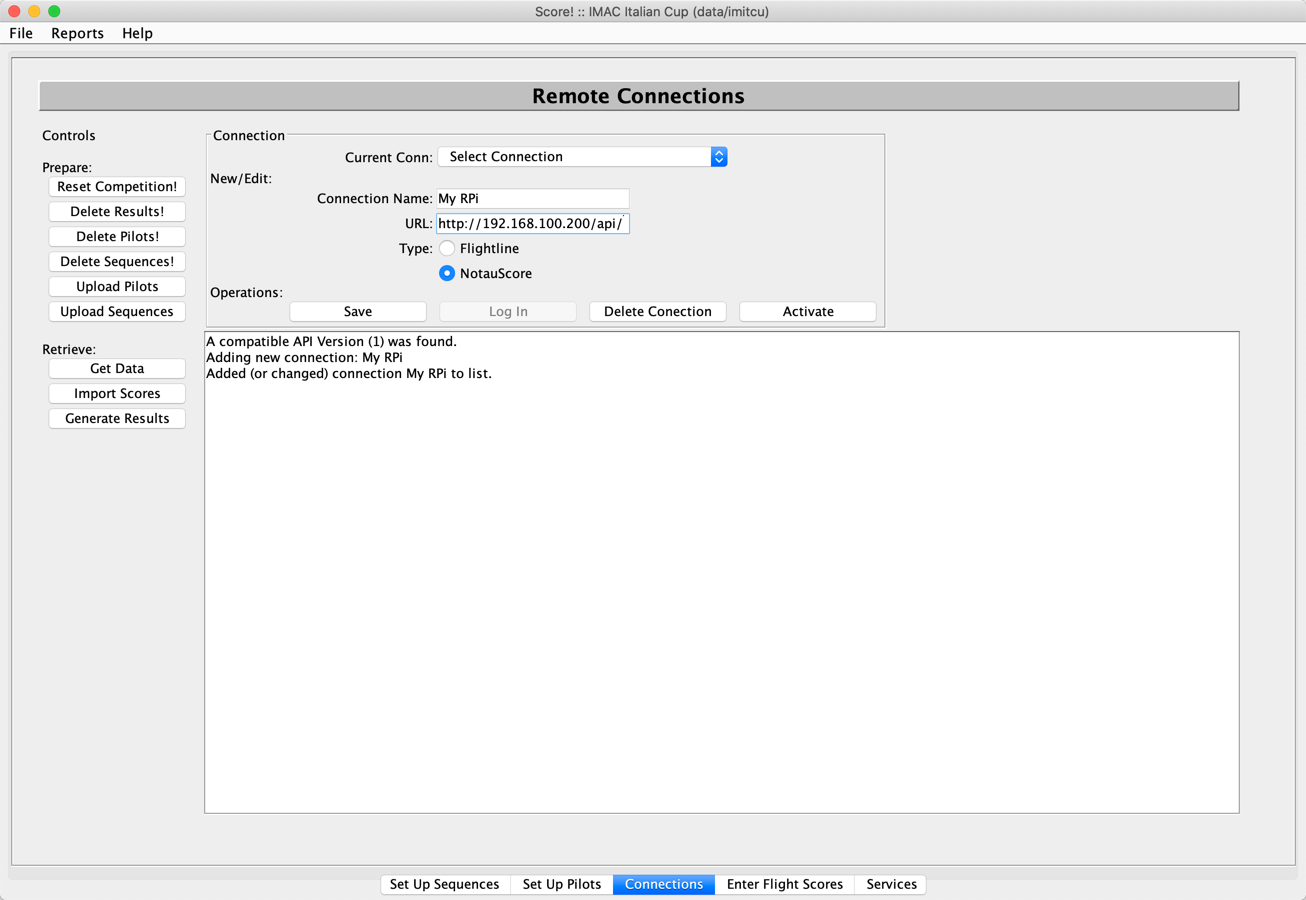 Score! :: IMAC Italian Cup (data/imitcu)
File Reports Help
Remote Connections
Controls
Prepare:
Reset Competition!
Delete Results!
Delete Pilots!
Delete Sequences!
Upload Pilots
Upload Sequences
Retrieve:
Get Data
Import Scores
Generate Results
Connection
Current Conn: Select Connection
New/Edit:
Connection Name: My RPi
URL: http://192.168.100.200/api/
Type: Flightline
NotauScore
Operations:
Save Log In Delete Conection Activate
A compatible API Version (1) was found.
Adding new connection: My RPi
Added (or changed) connection My RPi to list.
Set Up Sequences Set Up Pilots Connections Enter Flight Scores Services